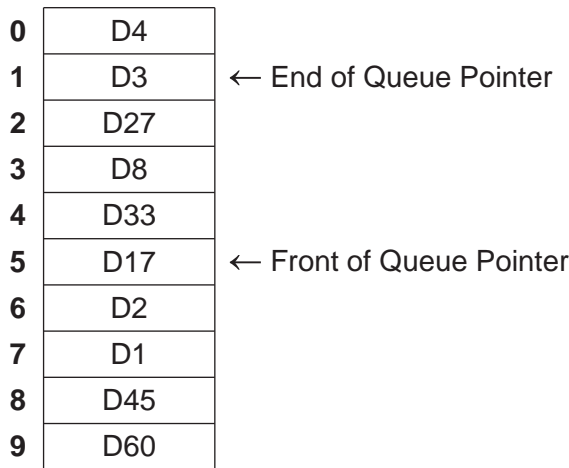 0 D4
1 D3 ← End of Queue Pointer
2 D27
3 D8
4 D33
5 D17 ← Front of Queue Pointer
6 D2
7 D1
8 D45
9 D60